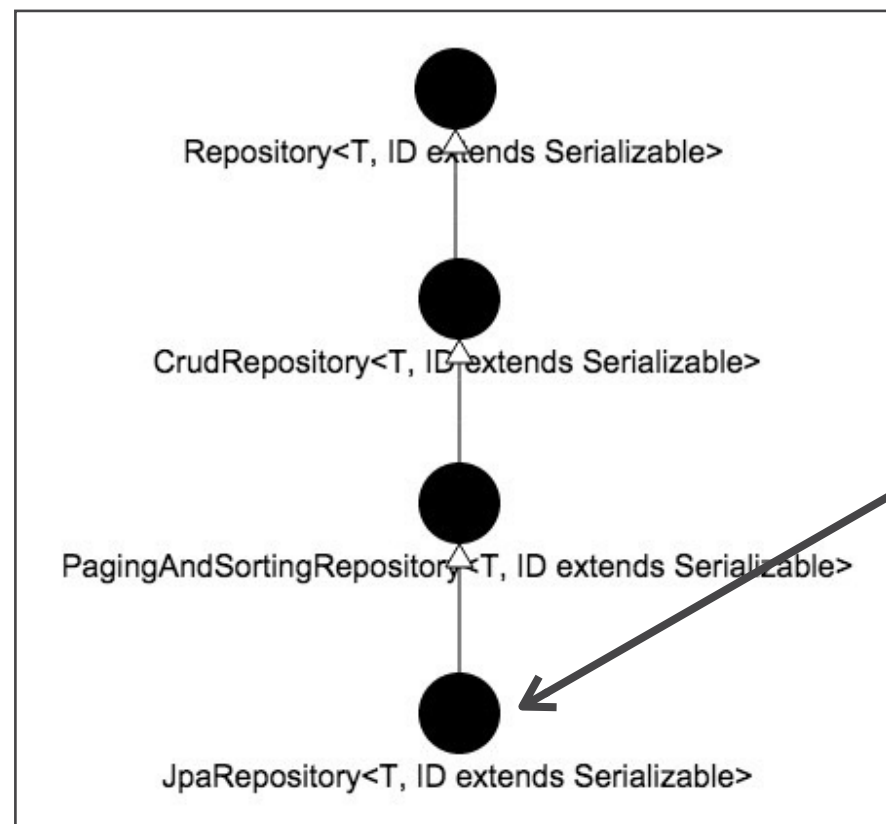 Repository<T, ID extends Serializable>
CrudRepository<T, ID extends Serializable>
PagingAndSortingRepository<T, ID extends Serializable>
JpaRepository<T, ID extends Serializable>